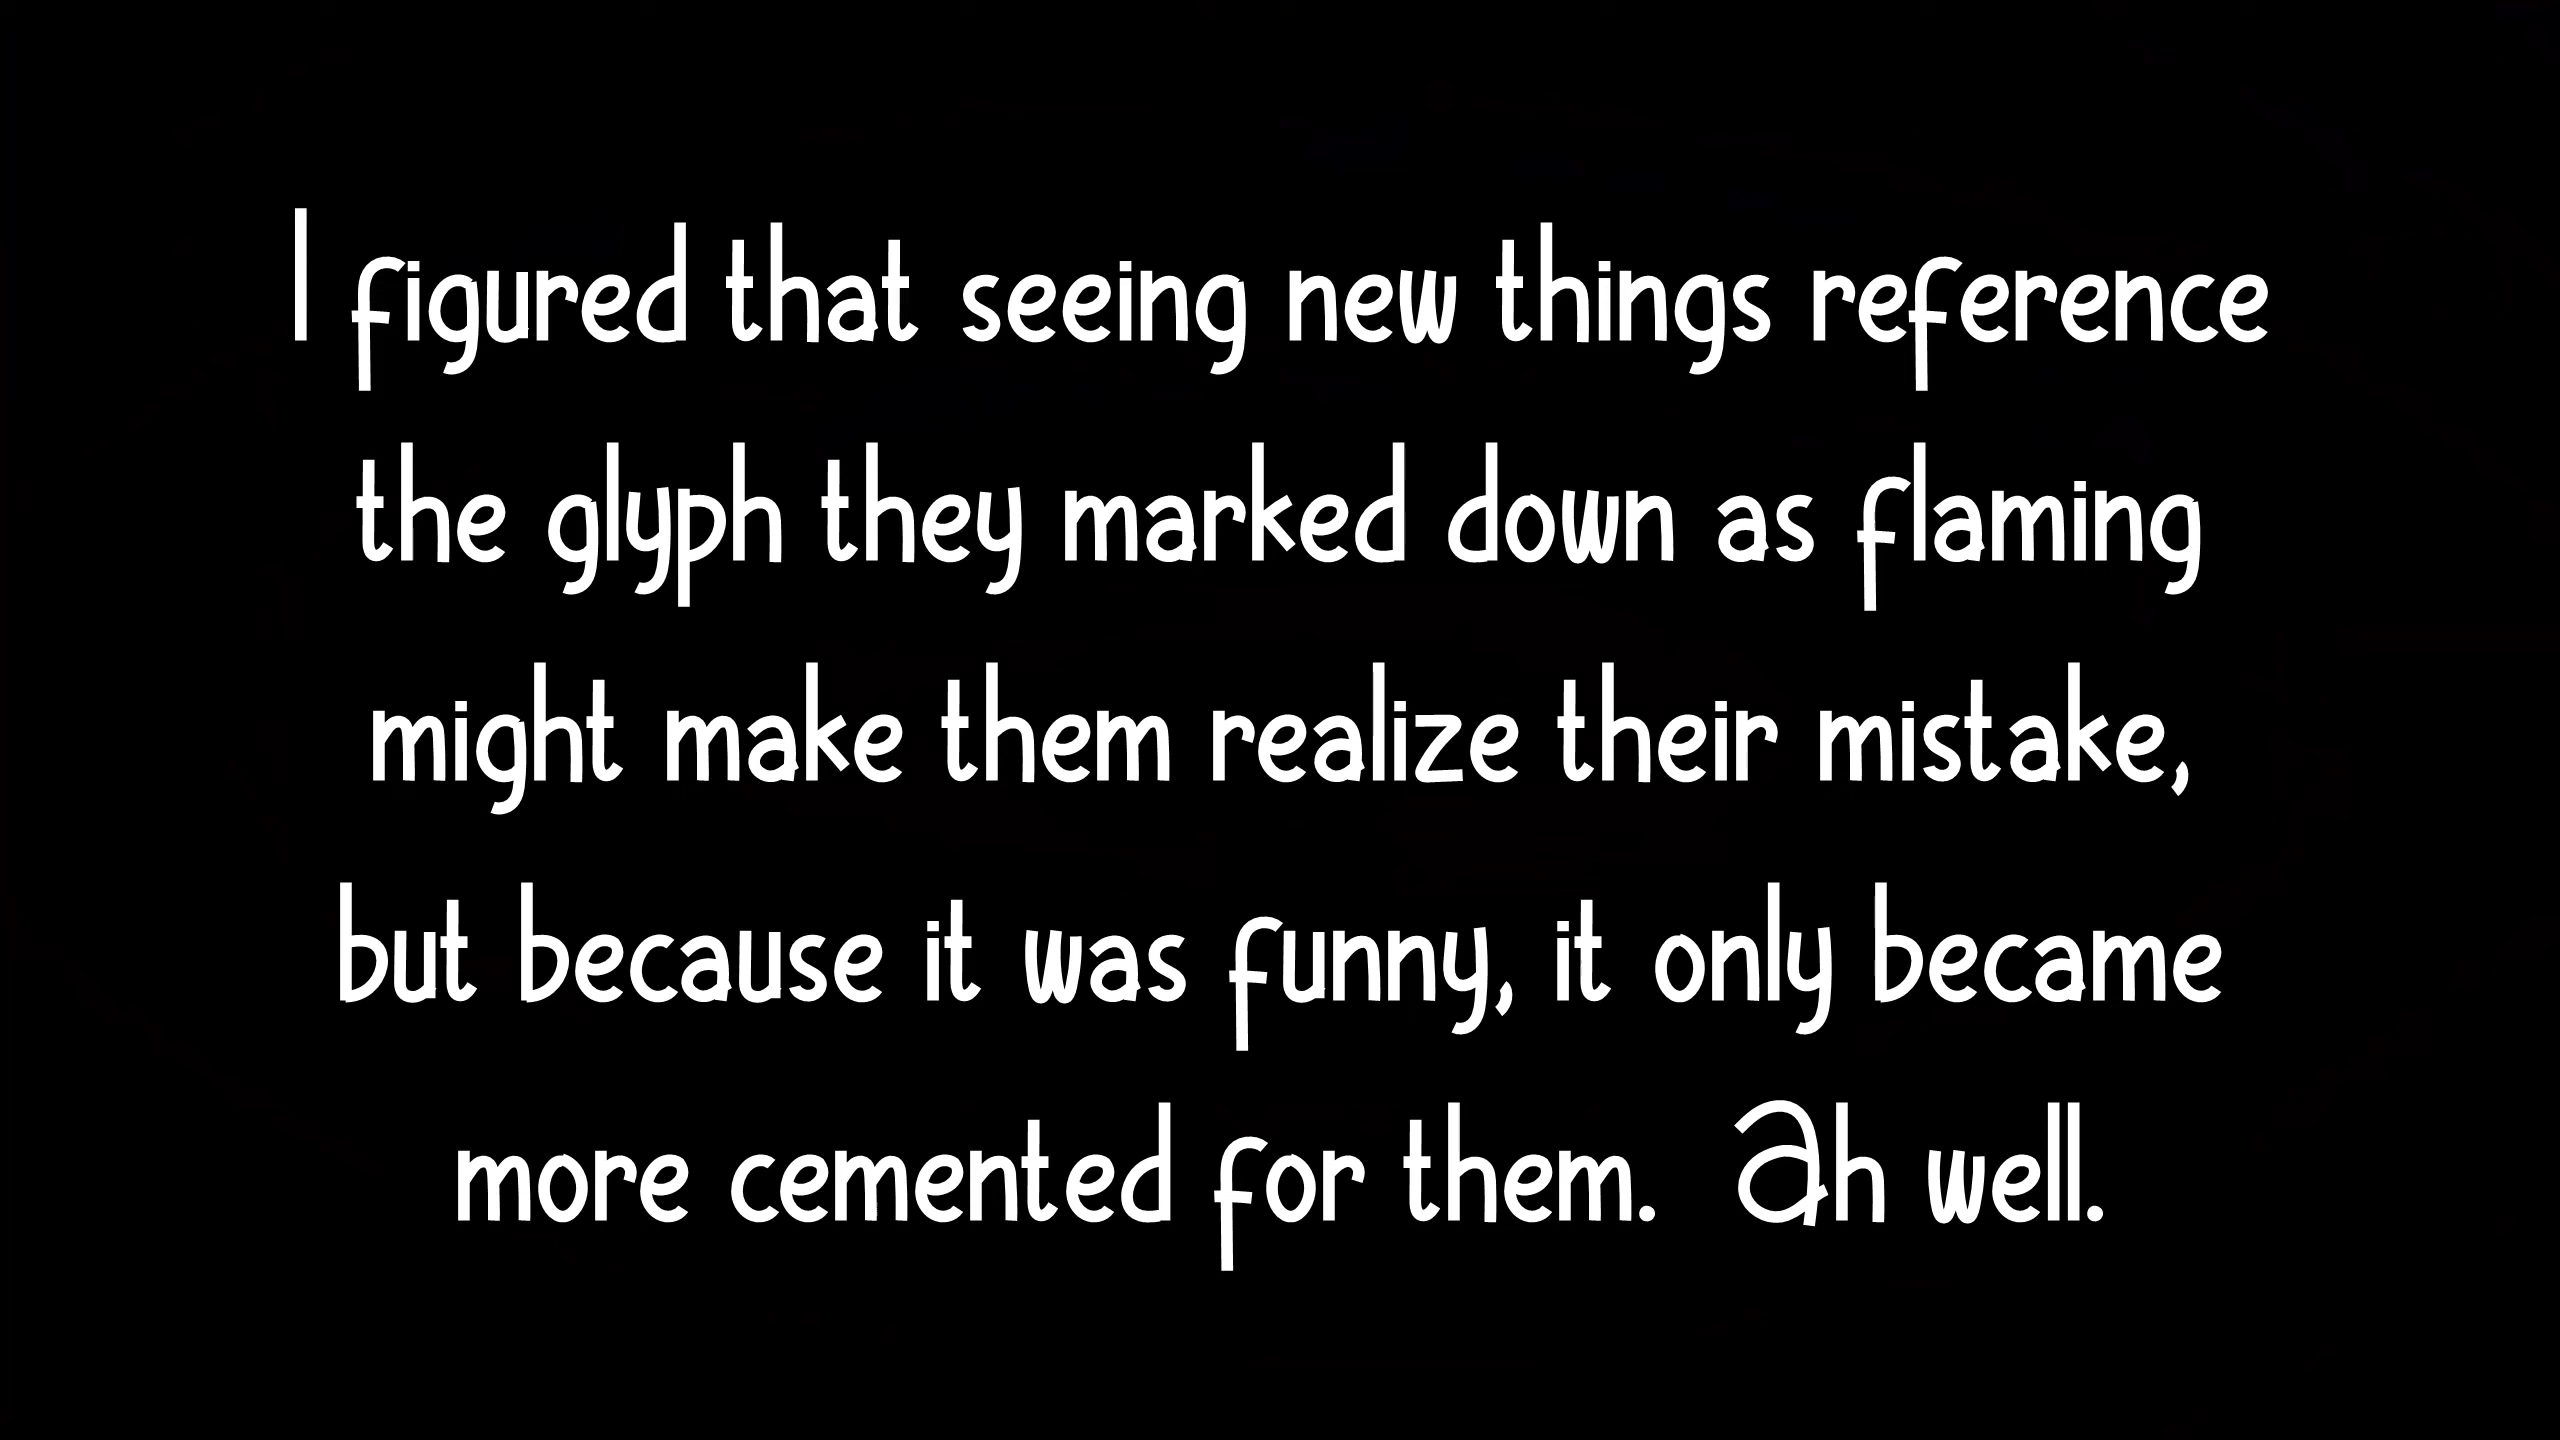 I figured that seeing new things reference
the glyph they marked down as flaming
might make them realize their mistake,
but because it was funny, it only became
more cemented for them.  Ah well.